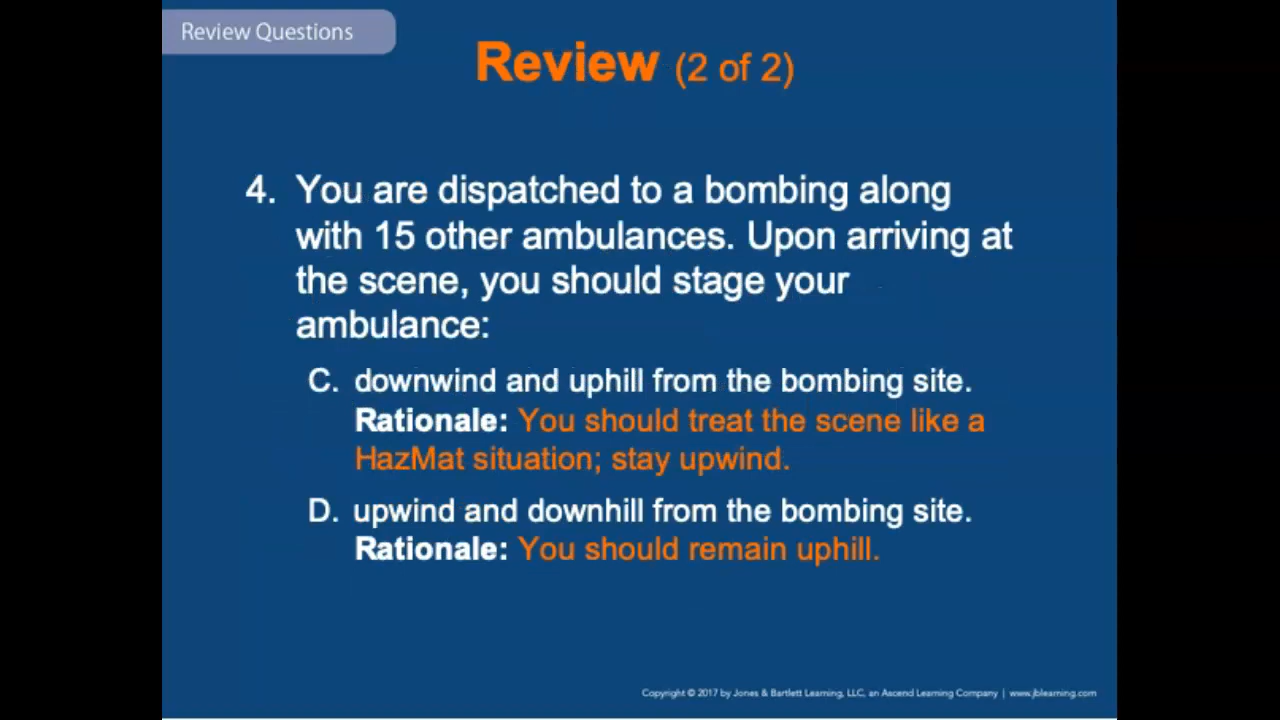 Review Questions
Review (2 of 2)
4. You are dispatched to a bombing along
with 15 other ambulances. Upon arriving at
the scene, you should stage your
ambulance:
C. downwind and uphill from the bombing site.
Rationale: You should treat the scene like a
HazMat situation; stay upwind.
D. upwind and downhill from the bombing site.
Rationale: You should remain uphill.
Copyright © 2017 by Jones & Bartlett Learning, LLC, an Ascend Learning Company | www.jblearning.com